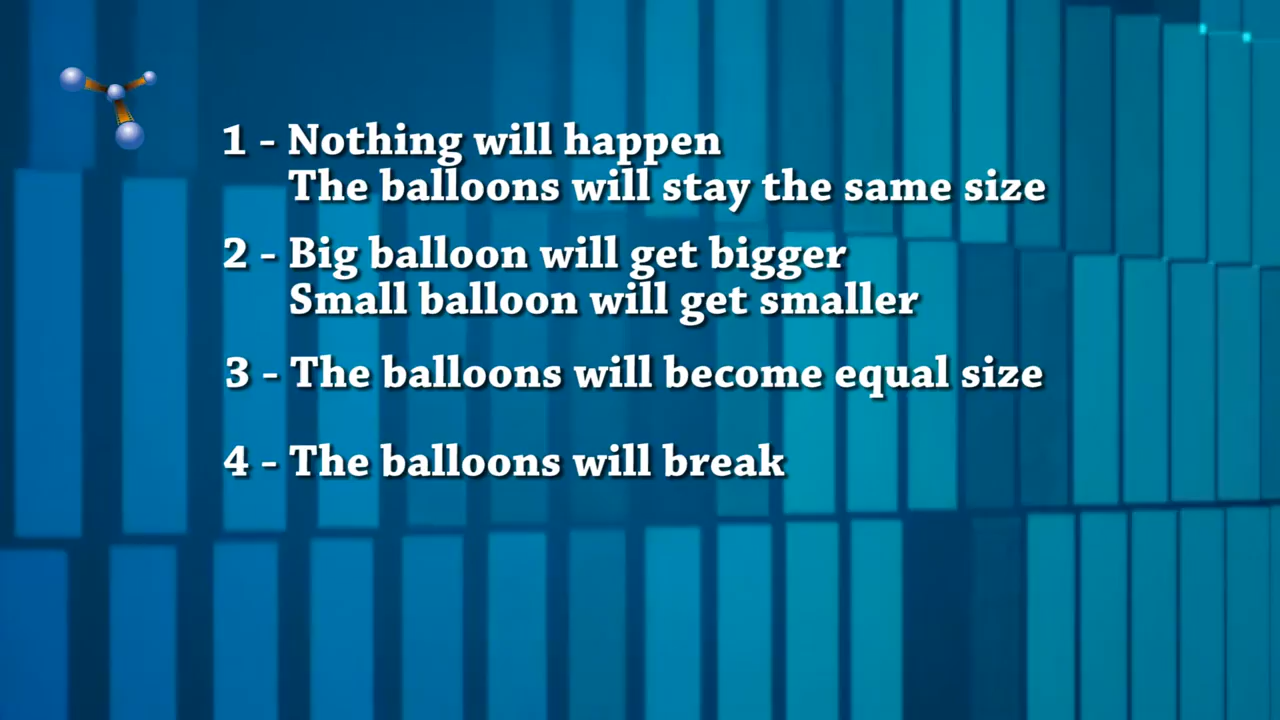 1 - Nothing will happen
The balloons will stay the same size
2 - Big balloon will get bigger
Small balloon will get smaller
3 - The balloons will become equal size
4 - The balloons will break